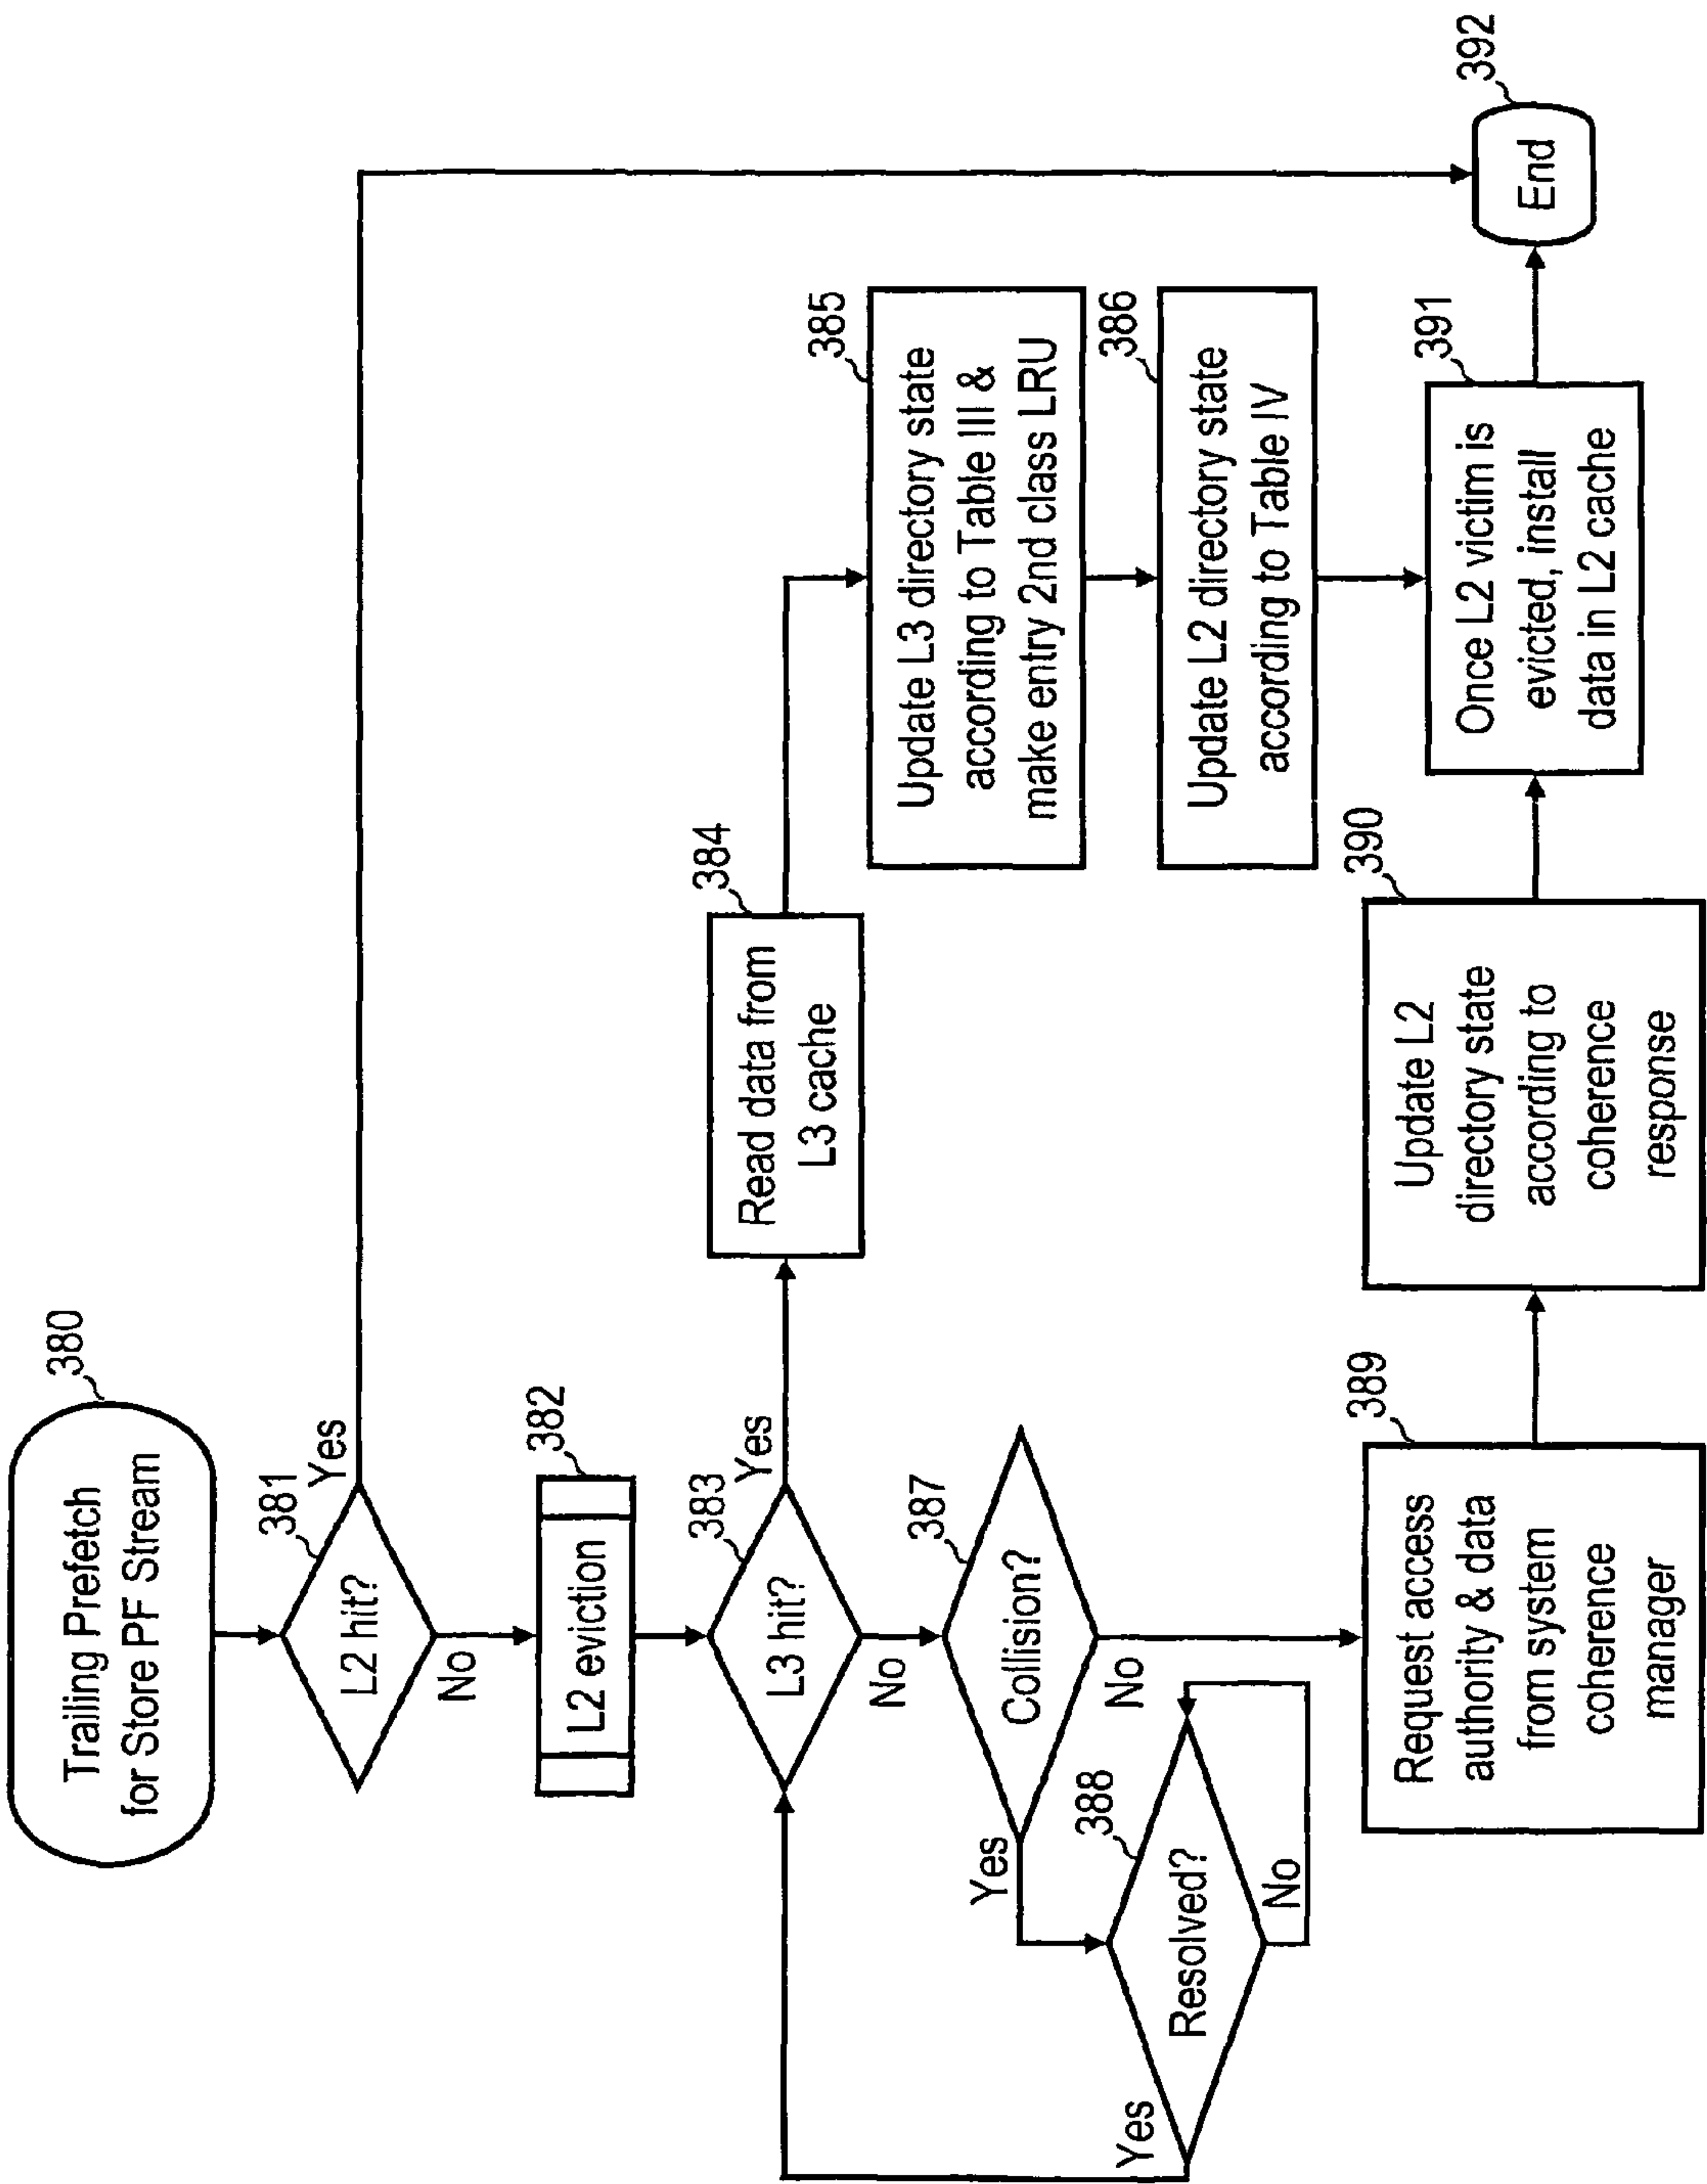 380
Trailing Prefetch
for Store PF Stream
381
L2 hit?
Yes
No
382
L2 eviction
383
L3 hit?
Yes
No
384
Read data from
L3 cache
385
Update L3 directory state
according to Table III &
make entry 2nd class LRU
386
Update L2 directory state
according to Table IV
387
Collision?
Yes
No
388
Resolved?
Yes
No
389
Request access
authority & data
from system
coherence
manager
390
Update L2
directory state
according to
coherence
response
391
Once L2 victim is
evicted, install
data in L2 cache
392
End